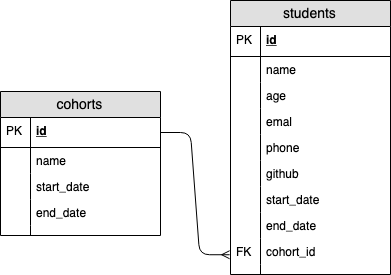 cohorts
PK id
name
start_date
end_date
students
PK id
name
age
emal
phone
github
start_date
end_date
FK cohort_id